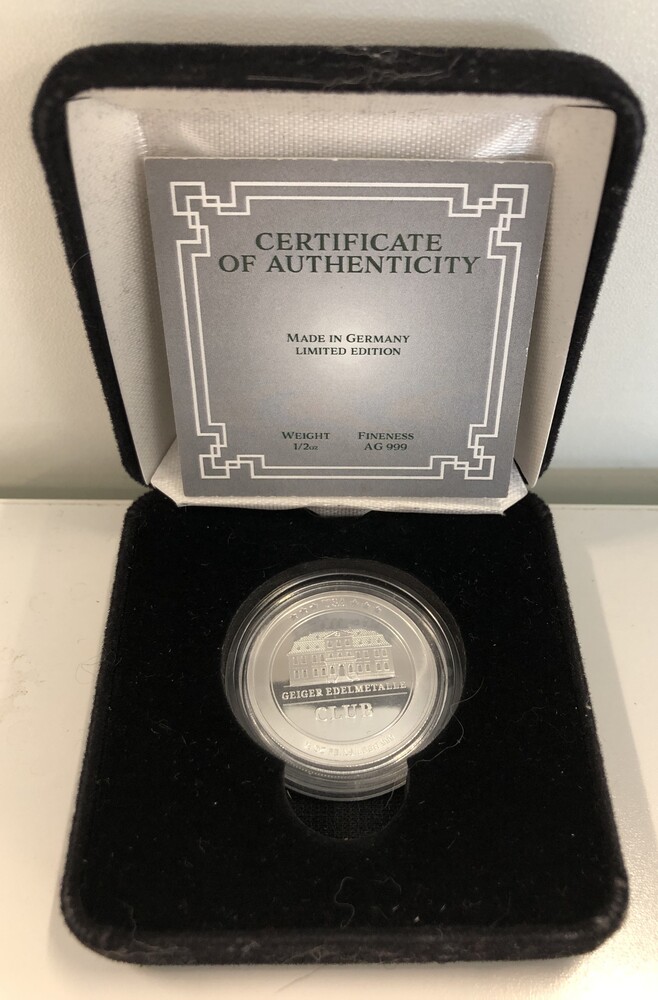 CERTIFICATE
OF AUTHENTICITY
MADE IN GERMANY
LIMITED EDITION
WEIGHT FINENESS
1/2oz AG 999
GEIGER EDELMETALLE
CLUB